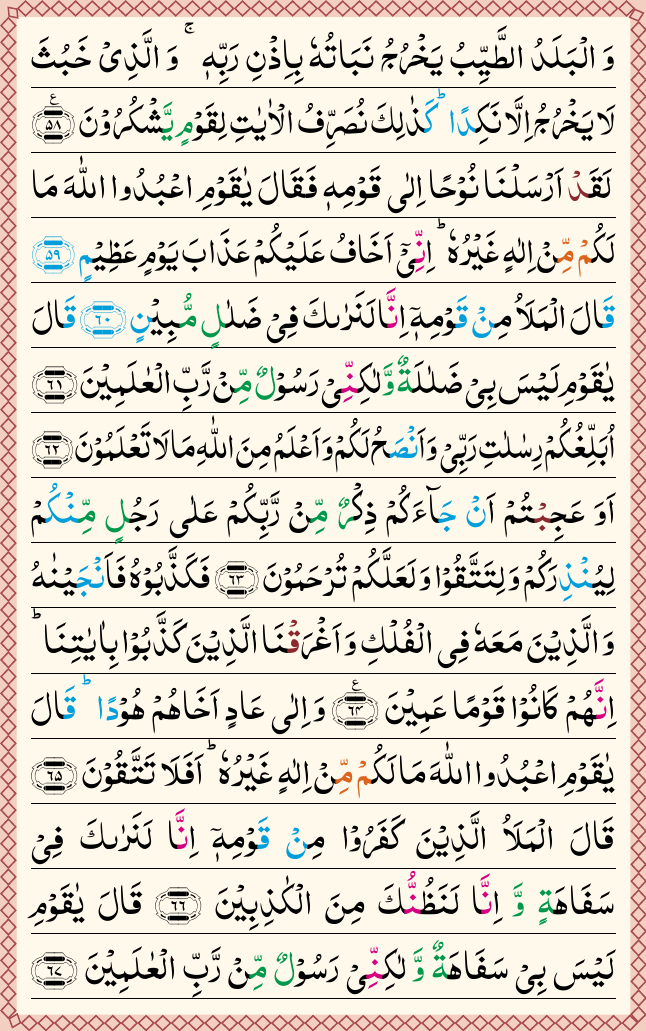 وَ الْبَلَدُ الطَّيِّبُ يَخْرُجُ نَبَاتُهٗ بِاِذْنِ رَبِّهٖ ۚ وَ الَّذِیْ خَبُثَ
لَا يَخْرُجُ اِلَّا نَكِدًا ؕ كَذٰلِكَ نُصَرِّفُ الْاٰيٰتِ لِقَوْمٍ يَّشْكُرُوْنَ ﴿۵۸﴾ ع
لَقَدْ اَرْسَلْنَا نُوْحًا اِلٰی قَوْمِهٖ فَقَالَ يٰقَوْمِ اعْبُدُوا اللّٰهَ مَا
لَكُمْ مِّنْ اِلٰهٍ غَيْرُهٗ ؕ اِنِّیْۤ اَخَافُ عَلَيْكُمْ عَذَابَ يَوْمٍ عَظِيْمٍ ﴿۵۹﴾
قَالَ الْمَلَاُ مِنْ قَوْمِهٖۤ اِنَّا لَنَرٰىكَ فِیْ ضَلٰلٍ مُّبِيْنٍ ﴿۶۰﴾ قَالَ
يٰقَوْمِ لَيْسَ بِیْ ضَلٰلَةٌ وَّلٰكِنِّیْ رَسُوْلٌ مِّنْ رَّبِّ الْعٰلَمِيْنَ ﴿۶۱﴾
اُبَلِّغُكُمْ رِسٰلٰتِ رَبِّیْ وَاَنْصَحُ لَكُمْ وَاَعْلَمُ مِنَ اللّٰهِ مَا لَا تَعْلَمُوْنَ ﴿۶۲﴾
اَوَ عَجِبْتُمْ اَنْ جَآءَكُمْ ذِكْرٌ مِّنْ رَّبِّكُمْ عَلٰی رَجُلٍ مِّنْكُمْ
لِيُنْذِرَكُمْ وَلِتَتَّقُوْا وَلَعَلَّكُمْ تُرْحَمُوْنَ ﴿۶۳﴾ فَكَذَّبُوْهُ فَاَنْجَيْنٰهُ
وَالَّذِيْنَ مَعَهٗ فِی الْفُلْكِ وَاَغْرَقْنَا الَّذِيْنَ كَذَّبُوْا بِاٰيٰتِنَا ؕ
اِنَّهُمْ كَانُوْا قَوْمًا عَمِيْنَ ﴿۶۴﴾ ع وَاِلٰی عَادٍ اَخَاهُمْ هُوْدًا ؕ قَالَ
يٰقَوْمِ اعْبُدُوا اللّٰهَ مَا لَكُمْ مِّنْ اِلٰهٍ غَيْرُهٗ ؕ اَفَلَا تَتَّقُوْنَ ﴿۶۵﴾
قَالَ الْمَلَاُ الَّذِيْنَ كَفَرُوْا مِنْ قَوْمِهٖۤ اِنَّا لَنَرٰىكَ فِیْ
سَفَاهَةٍ وَّ اِنَّا لَنَظُنُّكَ مِنَ الْكٰذِبِيْنَ ﴿۶۶﴾ قَالَ يٰقَوْمِ
لَيْسَ بِیْ سَفَاهَةٌ وَّ لٰكِنِّیْ رَسُوْلٌ مِّنْ رَّبِّ الْعٰلَمِيْنَ ﴿۶۷﴾